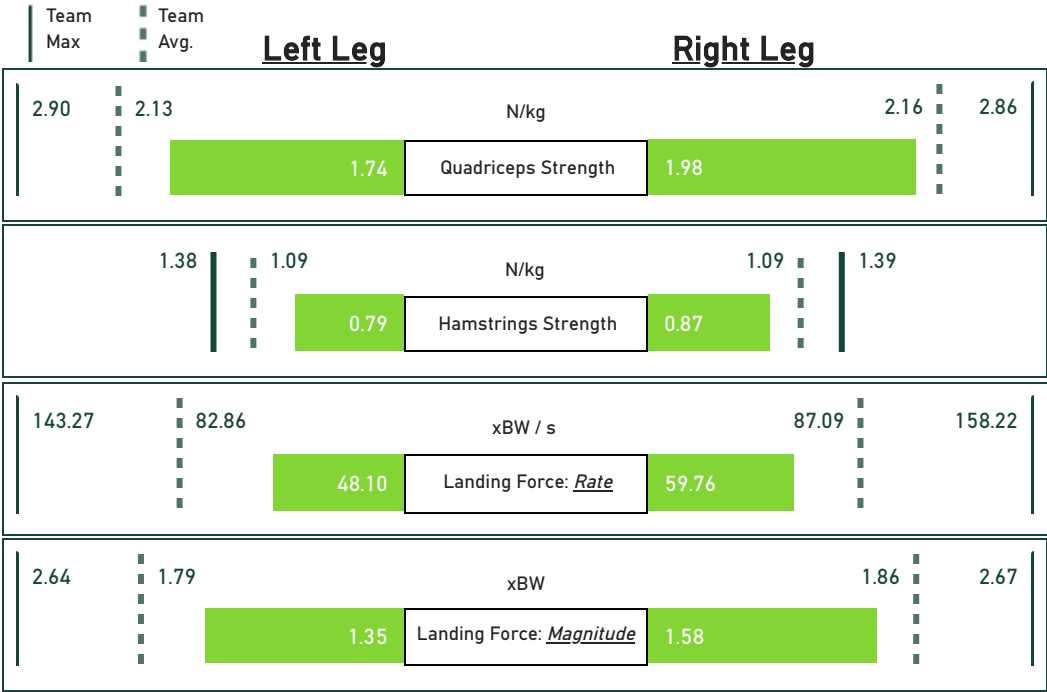 Team Max
Team Avg.
Left Leg
Right Leg
2.90
2.13
N/kg
2.16
2.86
1.74
Quadriceps Strength
1.98
1.38
1.09
N/kg
1.09
1.39
0.79
Hamstrings Strength
0.87
143.27
82.86
xBW / s
87.09
158.22
48.10
Landing Force: Rate
59.76
2.64
1.79
xBW
1.86
2.67
1.35
Landing Force: Magnitude
1.58